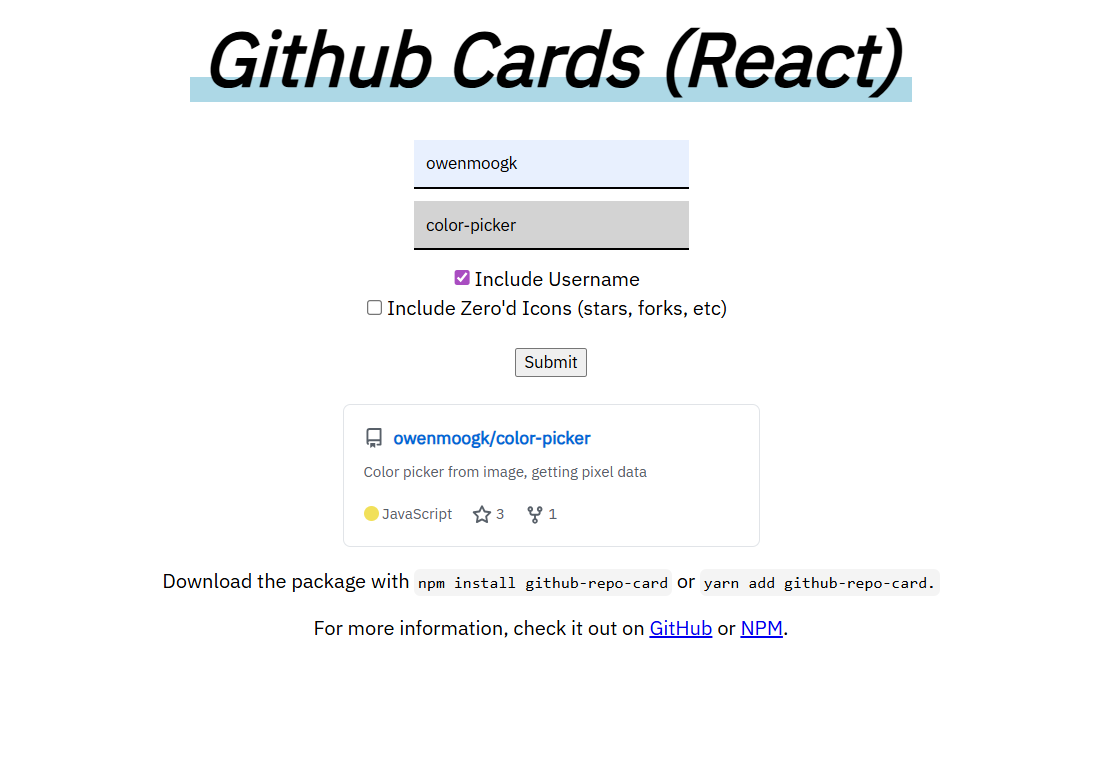 Github Cards (React)
owenmoogk
color-picker
Include Username
Include Zero'd Icons (stars, forks, etc)
Submit
owenmoogk/color-picker
Color picker from image, getting pixel data
JavaScript 3 1
Download the package with npm install github-repo-card or yarn add github-repo-card.
For more information, check it out on GitHub or NPM.